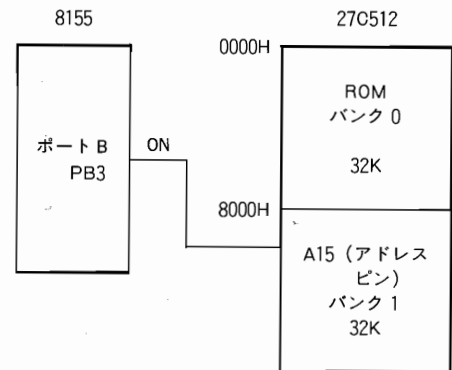 8155
27C512
0000H
ROM
バンク 0
32K
ポート B
PB3
ON
8000H
A15 (アドレス
ピン)
バンク 1
32K